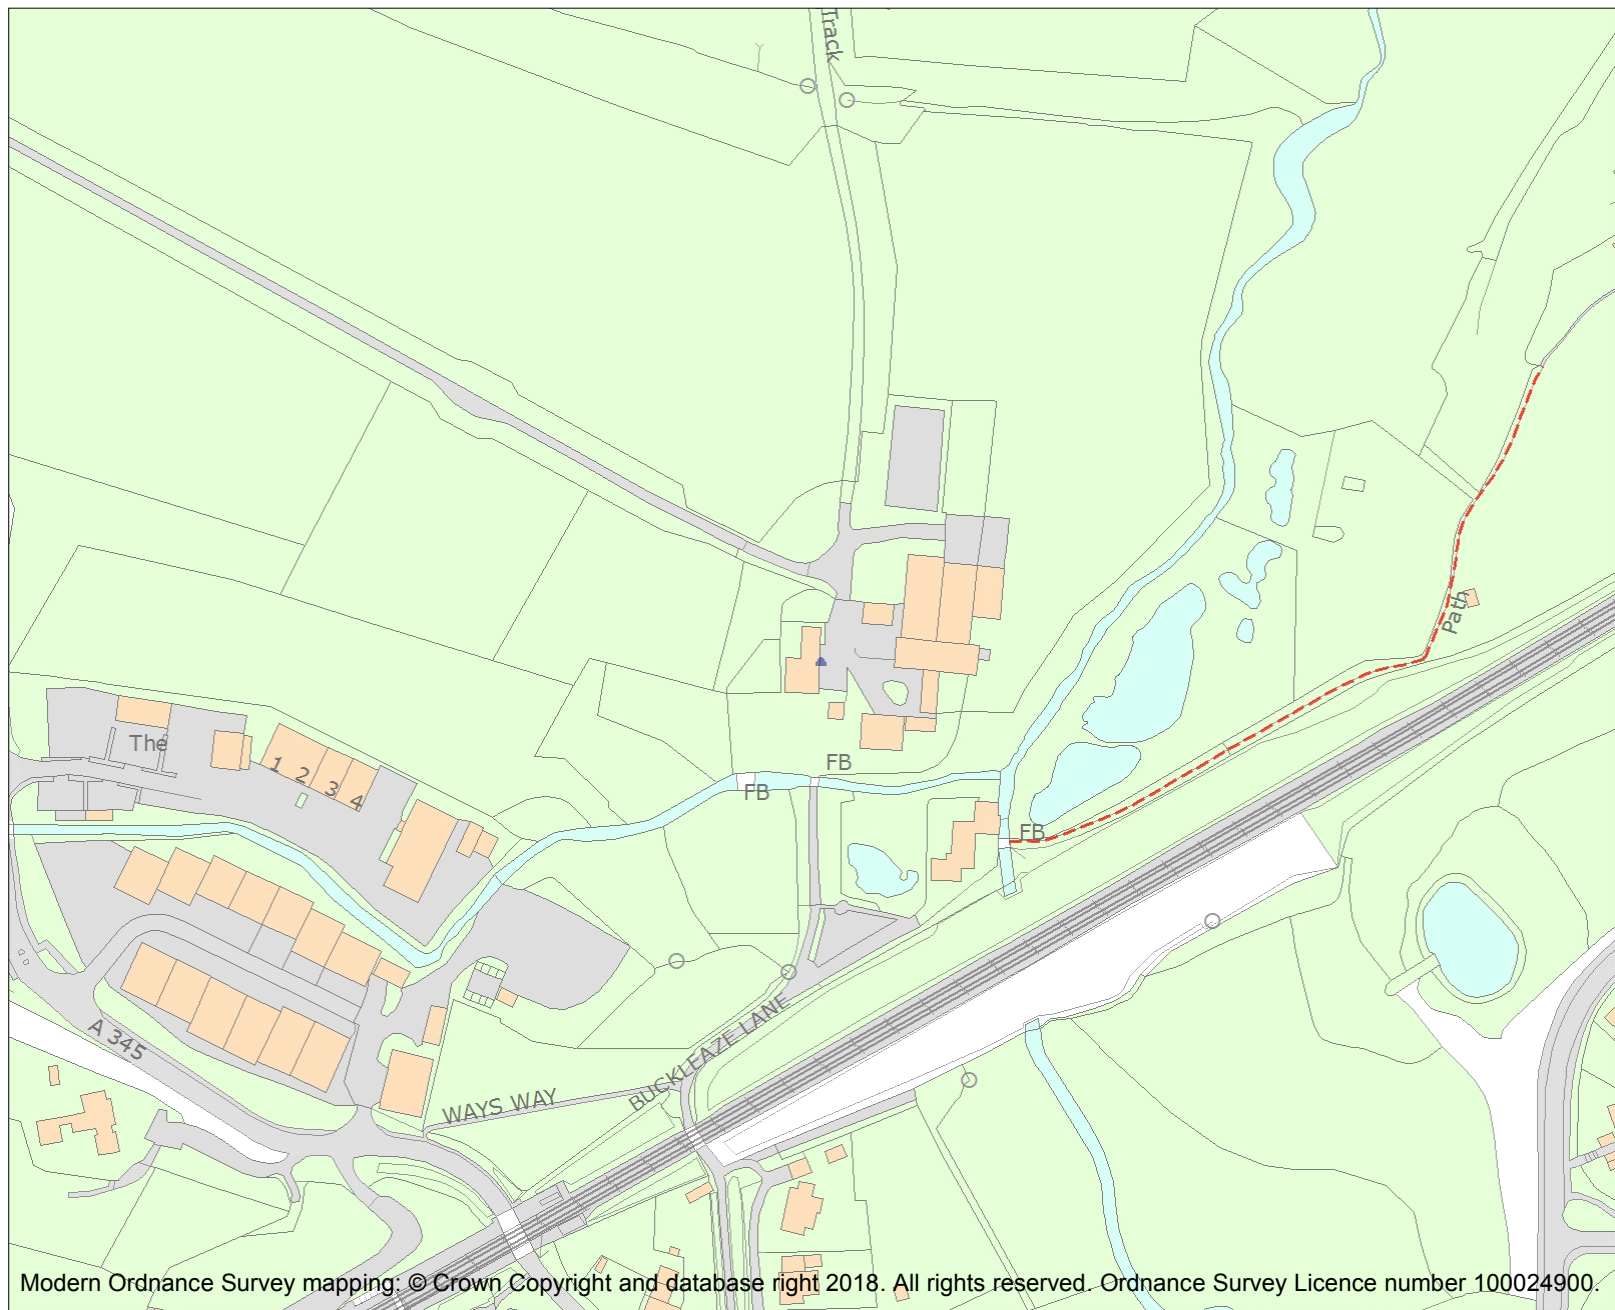 Track
Path
The
1 2 3 4
FB
FB
FB
BUCKLEAZE LANE
A 345
WAYS WAY
Modern Ordnance Survey mapping: © Crown Copyright and database right 2018. All rights reserved. Ordnance Survey Licence number 100024900.